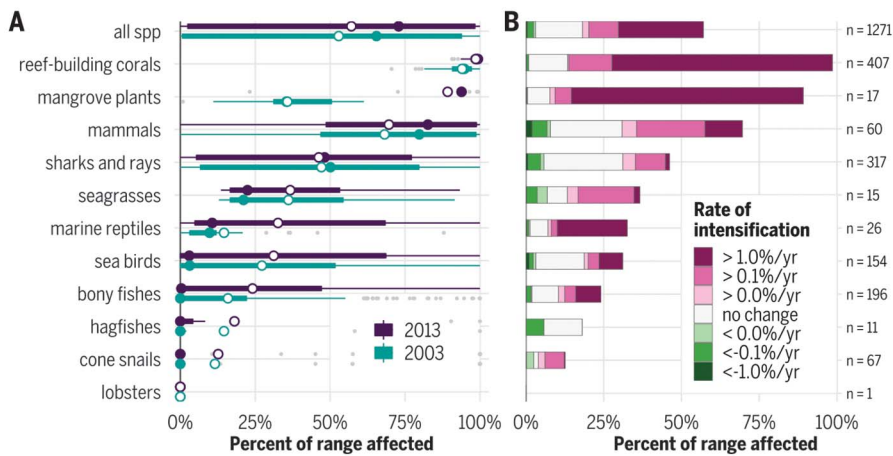 A
all spp
reef-building corals
mangrove plants
mammals
sharks and rays
seagrasses
marine reptiles
sea birds
bony fishes
hagfishes
cone snails
lobsters
2013
2003
0% 25% 50% 75% 100%
Percent of range affected
B
n = 1271
n = 407
n = 17
n = 60
n = 317
n = 15
n = 26
n = 154
n = 196
n = 11
n = 67
n = 1
Rate of
intensification
> 1.0%/yr
> 0.1%/yr
> 0.0%/yr
no change
< 0.0%/yr
<-0.1%/yr
<-1.0%/yr
0% 25% 50% 75% 100%
Percent of range affected